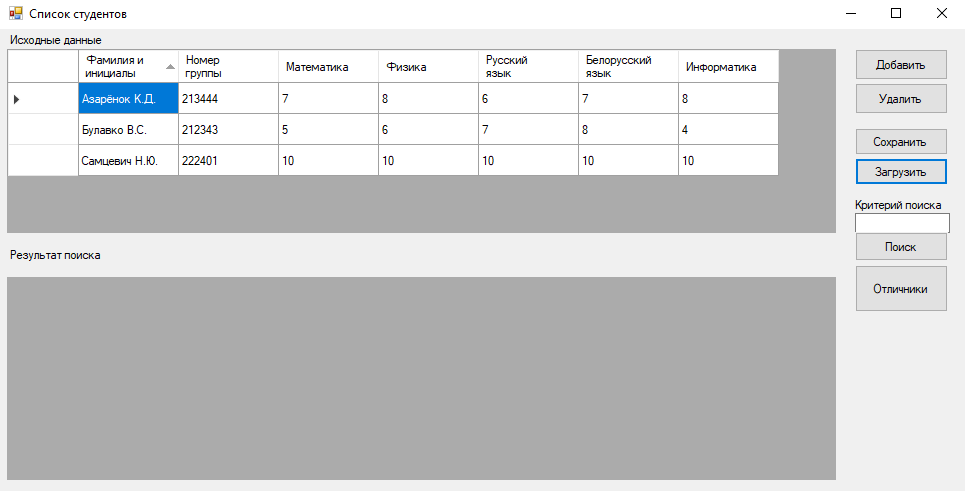 Список студентов
Исходные данные
Фамилия и инициалы Номер группы Математика Физика Русский язык Белорусский язык Информатика
Азарёнок К.Д. 213444 7 8 6 7 8
Булавко В.С. 212343 5 6 7 8 4
Самцевич Н.Ю. 222401 10 10 10 10 10
Добавить
Удалить
Сохранить
Загрузить
Критерий поиска
Поиск
Отличники
Результат поиска